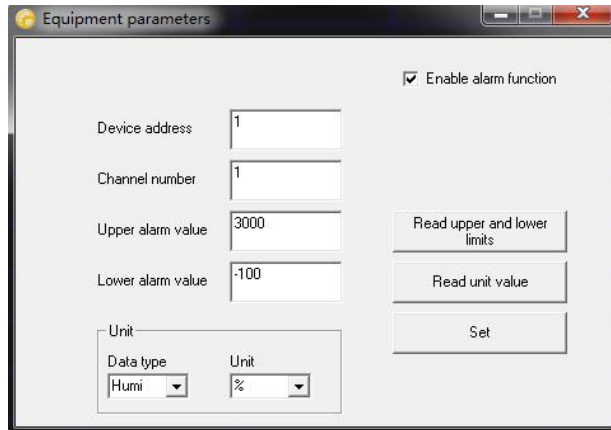 Equipment parameters
Enable alarm function
Device address
1
Channel number
1
Upper alarm value
3000
Read upper and lower
limits
Lower alarm value
-100
Read unit value
Set
Unit
Data type
Unit
Humi
%